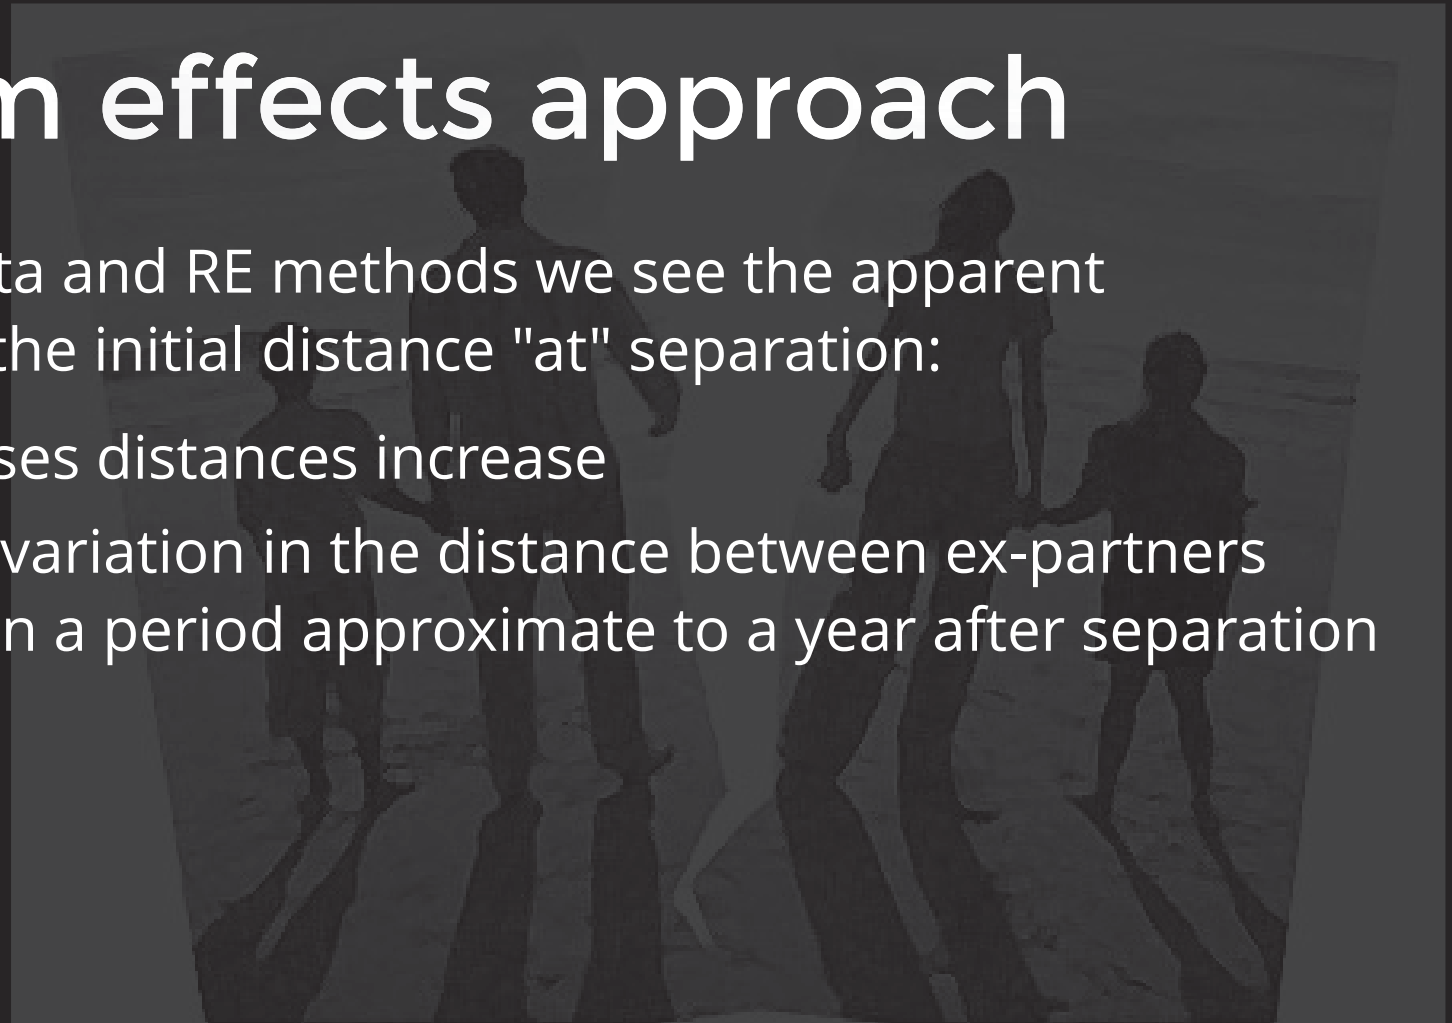 m effects approach
ta and RE methods we see the apparent
the initial distance "at" separation:
ses distances increase
variation in the distance between ex-partners
n a period approximate to a year after separation